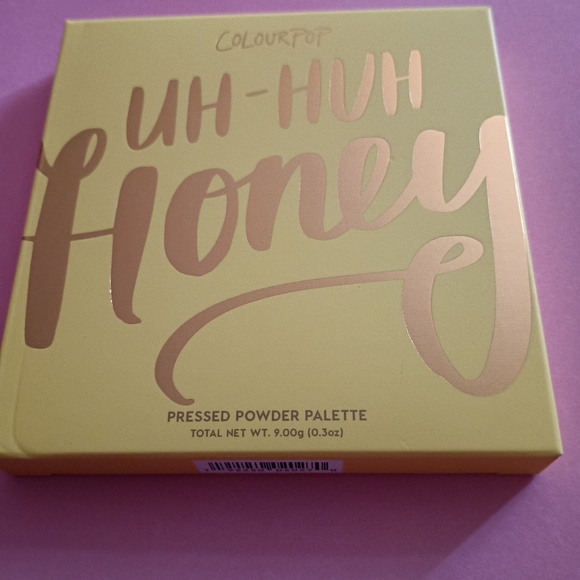 COLOURPOP
UH-HUH
Honey
PRESSED POWDER PALETTE
TOTAL NET WT. 9.00g (0.3oz)